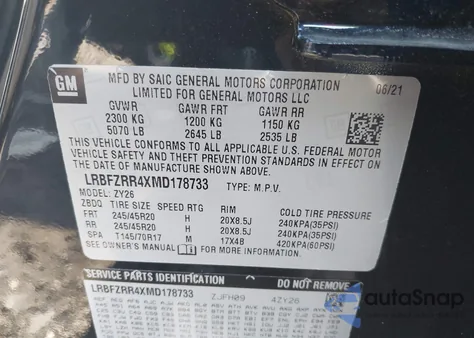 GM
MFD BY SAIC GENERAL MOTORS CORPORATION
LIMITED FOR GENERAL MOTORS LLC
06/21
GVWR GAWR FRT GAWR RR
2300 KG 1200 KG 1150 KG
5070 LB 2645 LB 2535 LB
THIS VEHICLE CONFORMS TO ALL APPLICABLE U.S. FEDERAL MOTOR
VEHICLE SAFETY, BUMPER, AND THEFT PREVENTION STANDARDS IN
EFFECT ON THE DATE OF MANUFACTURE SHOWN ABOVE.
LRBFZRR4XMD178733 TYPE: M.P.V.
MODEL: ZY26
ZBDQ TIRE SIZE SPEED RTG RIM COLD TIRE PRESSURE
FRT 245/45R20 H 20X8.5J 240KPA(35PSI)
RR 245/45R20 H 20X8.5J 240KPA(35PSI)
SPA T145/70R17 M 17X4B 420KPA(60PSI)
SEE OWNER'S MANUAL FOR MORE INFORMATION.
SERVICE PARTS IDENTIFICATION DO NOT REMOVE
LRBFZRR4XMD178733 ZJFH09 4ZY26
autoSnap